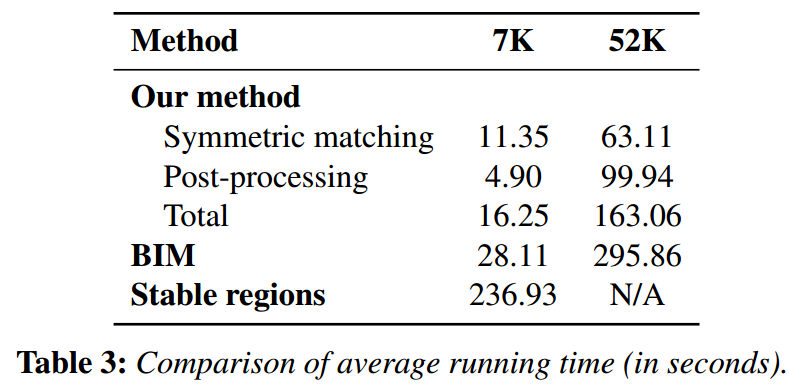 Method 7K 52K
Our method
Symmetric matching 11.35 63.11
Post-processing 4.90 99.94
Total 16.25 163.06
BIM 28.11 295.86
Stable regions 236.93 N/A
Table 3: Comparison of average running time (in seconds).